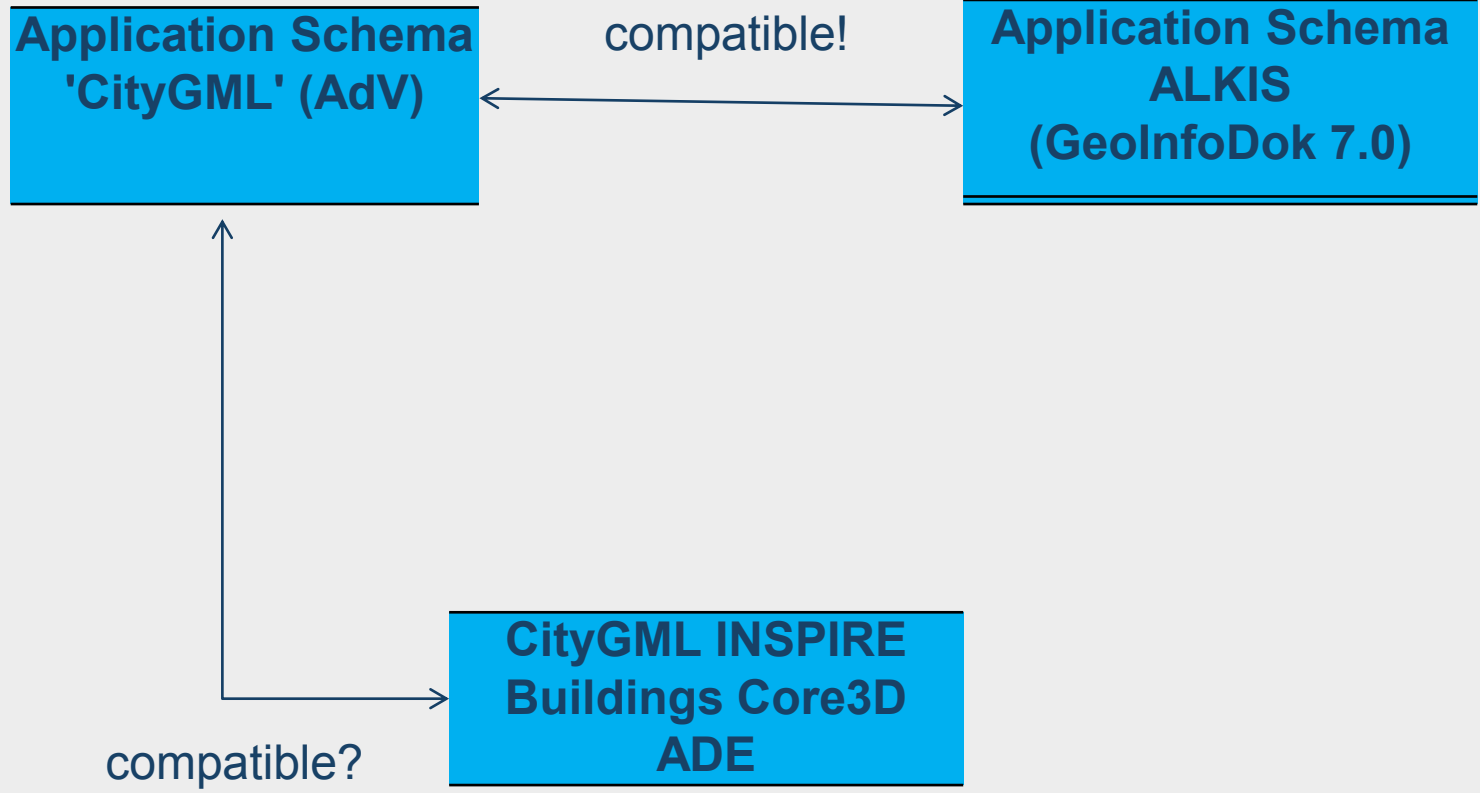 Application Schema
'CityGML' (AdV)
compatible!
Application Schema
ALKIS
(GeoInfoDok 7.0)
CityGML INSPIRE
Buildings Core3D
ADE
compatible?